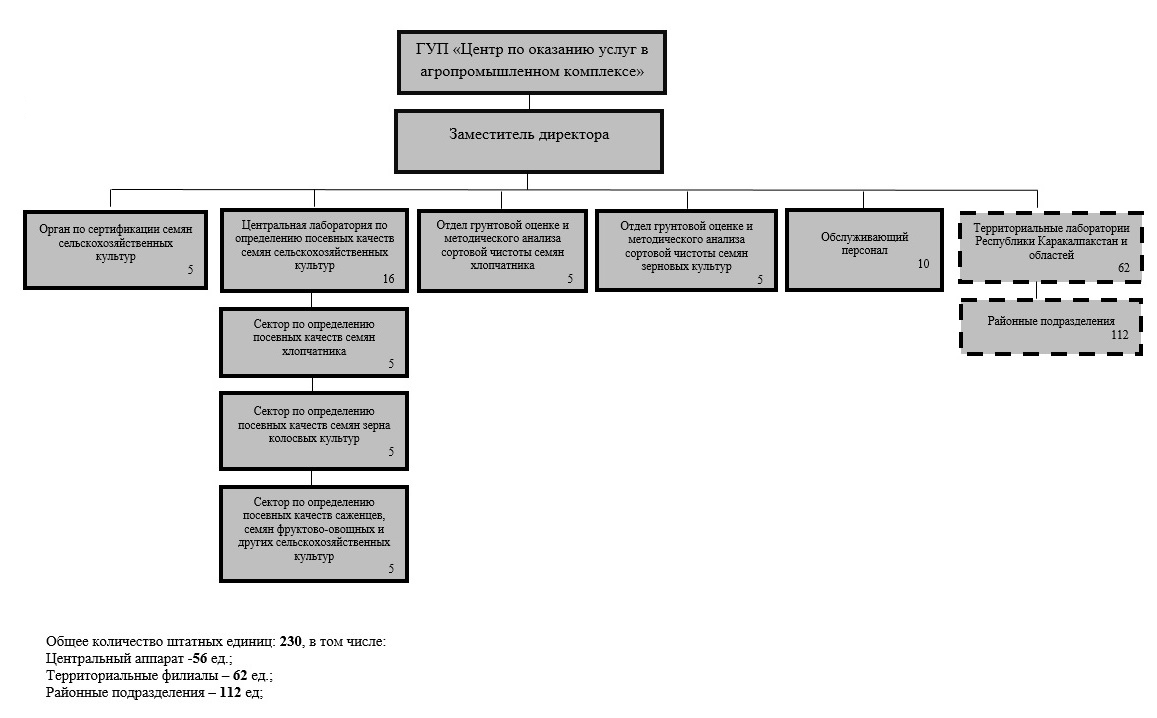 ГУП «Центр по оказанию услуг в
агропромышленном комплексе»
Заместитель директора
Орган по сертификации семян
сельскохозяйственных
культур
5
Центральная лаборатория по
определению посевных качеств
семян сельскохозяйственных
культур
16
Отдел грунтовой оценке и
методического анализа
сортовой чистоты семян
хлопчатника
5
Отдел грунтовой оценке и
методического анализа
сортовой чистоты семян
зерновых культур
5
Обслуживающий
персонал
10
Территориальные лаборатории
Республики Каракалпакстан и
областей
62
Районные подразделения
112
Сектор по определению
посевных качеств семян
хлопчатника
5
Сектор по определению
посевных качеств семян зерна
колосвых культур
5
Сектор по определению
посевных качеств саженцев,
семян фруктово-овощных и
других сельскохозяйственных
культур
5
Общее количество штатных единиц: 230, в том числе:
Центральный аппарат -56 ед.;
Территориальные филиалы – 62 ед.;
Районные подразделения – 112 ед;